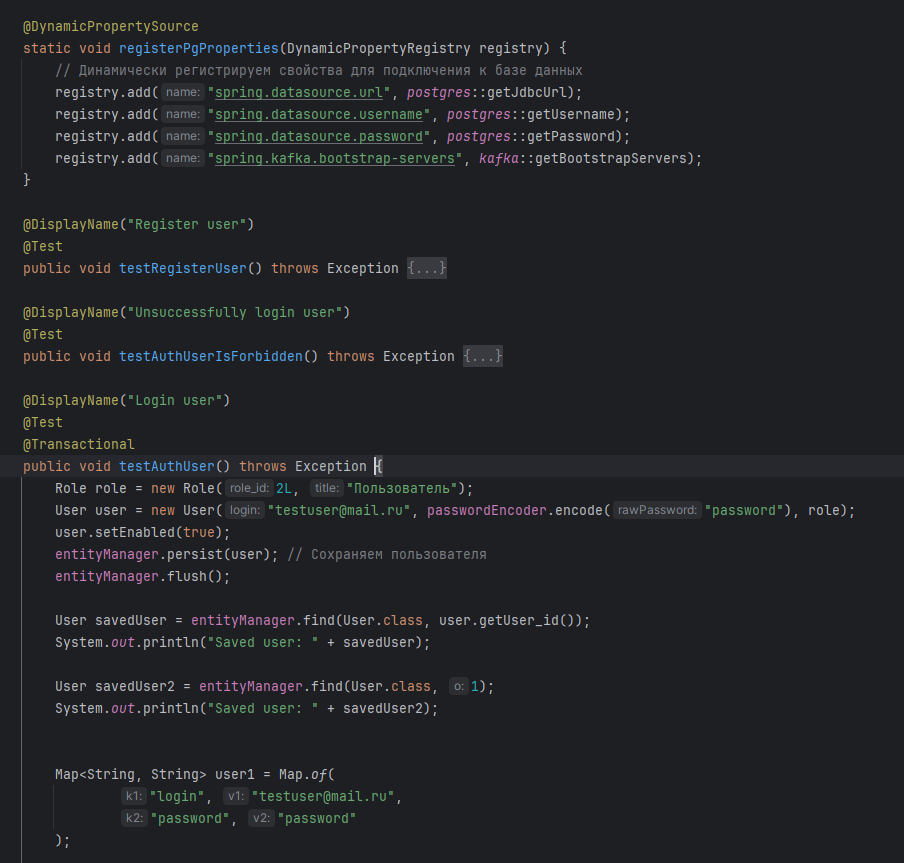 @DynamicPropertySource
static void registerPgProperties(DynamicPropertyRegistry registry) {
// Динамически регистрируем свойства для подключения к базе данных
registry.add( name: "spring.datasource.url", postgres::getJdbcUrl);
registry.add( name: "spring.datasource.username", postgres::getUsername);
registry.add( name: "spring.datasource.password", postgres::getPassword);
registry.add( name: "spring.kafka.bootstrap-servers", kafka::getBootstrapServers);
}
@DisplayName("Register user")
@Test
public void testRegisterUser() throws Exception {...}
@DisplayName("Unsuccessfully login user")
@Test
public void testAuthUserIsForbidden() throws Exception {...}
@DisplayName("Login user")
@Test
@Transactional
public void testAuthUser() throws Exception {
Role role = new Role( role_id: 2L, title: "Пользователь");
User user = new User( login: "testuser@mail.ru", passwordEncoder.encode( rawPassword: "password"), role);
user.setEnabled(true);
entityManager.persist(user); // Сохраняем пользователя
entityManager.flush();
User savedUser = entityManager.find(User.class, user.getUser_id());
System.out.println("Saved user: " + savedUser);
User savedUser2 = entityManager.find(User.class, o: 1);
System.out.println("Saved user: " + savedUser2);
Map<String, String> user1 = Map.of(
k1: "login", v1: "testuser@mail.ru",
k2: "password", v2: "password"
);